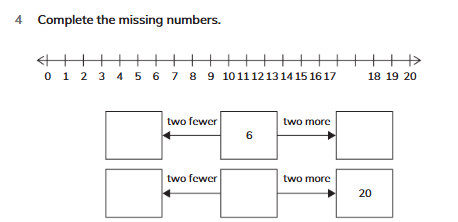 4 Complete the missing numbers.
0 1 2 3 4 5 6 7 8 9 10 11 12 13 14 15 16 17 18 19 20
two fewer two more
6
two fewer two more
20